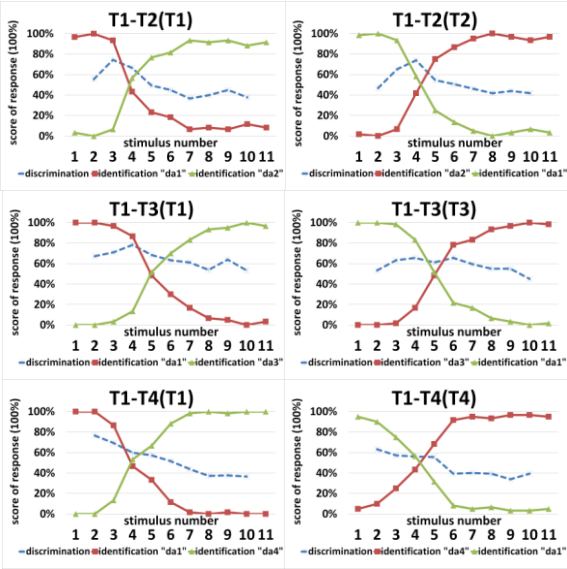 T1-T2(T1)
score of response (100%)
100%
80%
60%
40%
20%
0%
stimulus number
1 2 3 4 5 6 7 8 9 10 11
discrimination identification "da1" identification "da2"
T1-T2(T2)
score of response (100%)
100%
80%
60%
40%
20%
0%
stimulus number
1 2 3 4 5 6 7 8 9 10 11
discrimination identification "da2" identification "da1"
T1-T3(T1)
score of response (100%)
100%
80%
60%
40%
20%
0%
stimulus number
1 2 3 4 5 6 7 8 9 10 11
discrimination identification "da1" identification "da3"
T1-T3(T3)
score of response (100%)
100%
80%
60%
40%
20%
0%
stimulus number
1 2 3 4 5 6 7 8 9 10 11
discrimination identification "da3" identification "da1"
T1-T4(T1)
score of response (100%)
100%
80%
60%
40%
20%
0%
stimulus number
1 2 3 4 5 6 7 8 9 10 11
discrimination identification "da1" identification "da4"
T1-T4(T4)
score of response (100%)
100%
80%
60%
40%
20%
0%
stimulus number
1 2 3 4 5 6 7 8 9 10 11
discrimination identification "da4" identification "da1"